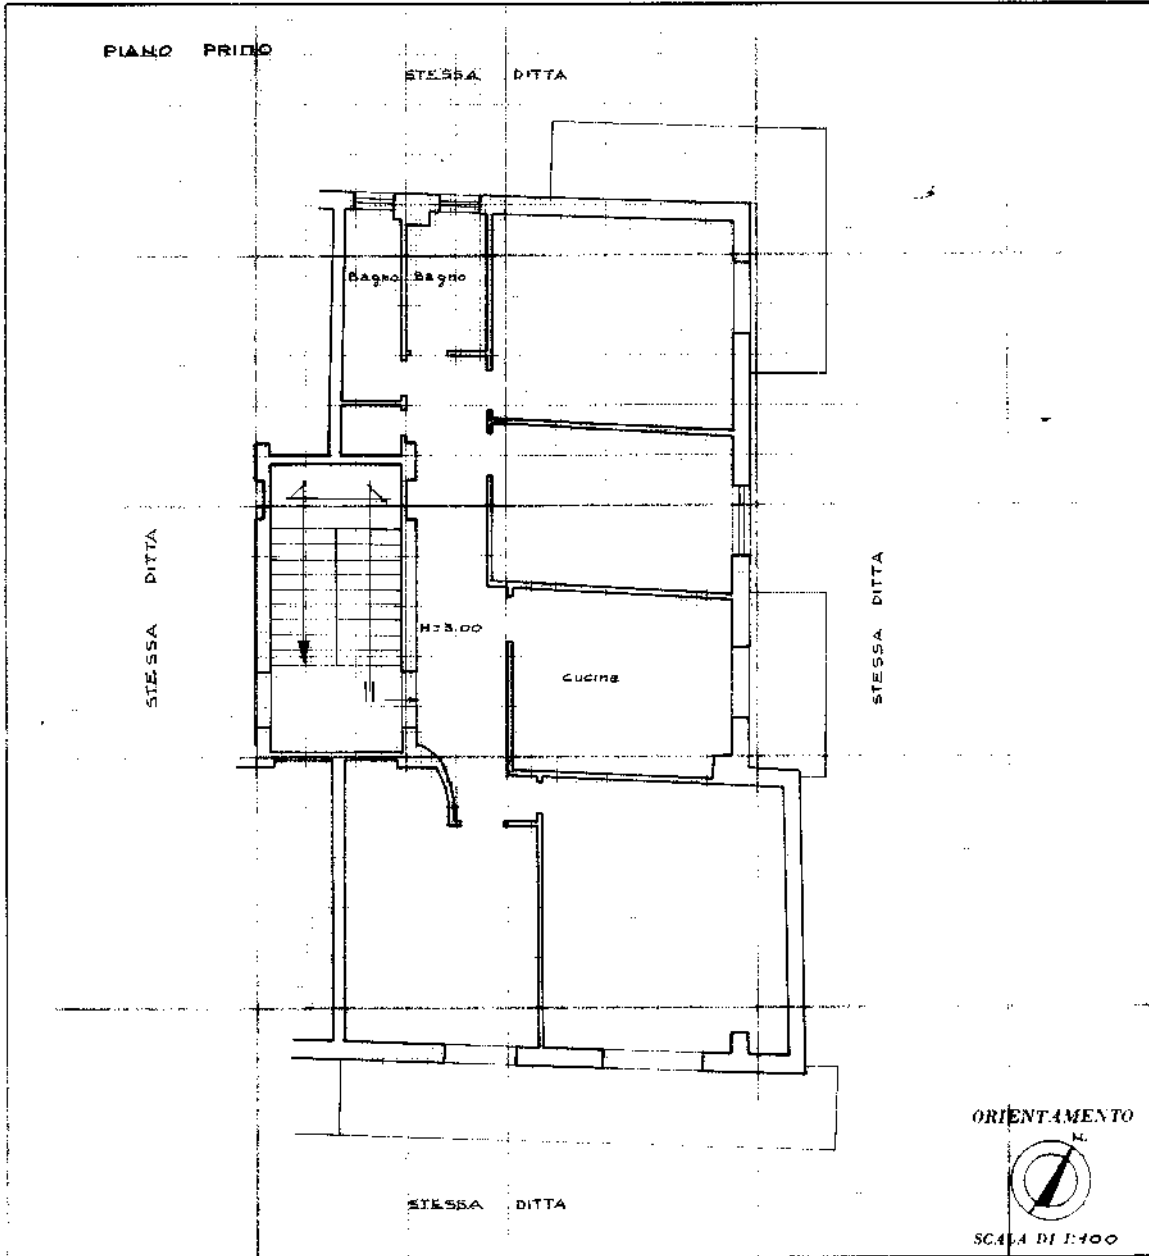 PIANO PRIMO
STESSA DITTA
Bagno Bagno
STESSA DITTA
H=3.00
cucina
STESSA DITTA
ORIENTAMENTO
N.
STESSA DITTA
SCALA DI 1:100